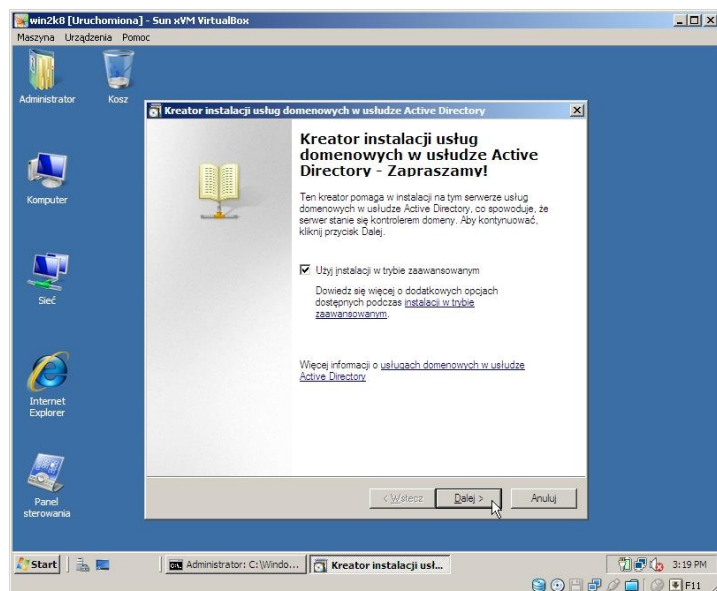 win2k8 [Uruchomiona] - Sun xVM VirtualBox
Maszyna Urządzenia Pomoc
Administrator
Kosz
Komputer
Sieć
Internet
Explorer
Panel
sterowania
Kreator instalacji usług domenowych w usłudze Active Directory
Kreator instalacji usług
domenowych w usłudze Active
Directory - Zapraszamy!
Ten kreator pomaga w instalacji na tym serwerze usług
domenowych w usłudze Active Directory, co spowoduje, że
serwer stanie się kontrolerem domeny. Aby kontynuować,
kliknij przycisk Dalej.
Użyj instalacji w trybie zaawansowanym
Dowiedz się więcej o dodatkowych opcjach
dostępnych podczas instalacji w trybie
zaawansowanym.
Więcej informacji o usługach domenowych w usłudze
Active Directory
< Wstecz Dalej > Anuluj
Start Administrator: C:\Windo... Kreator instalacji usł... 3:19 PM
F11